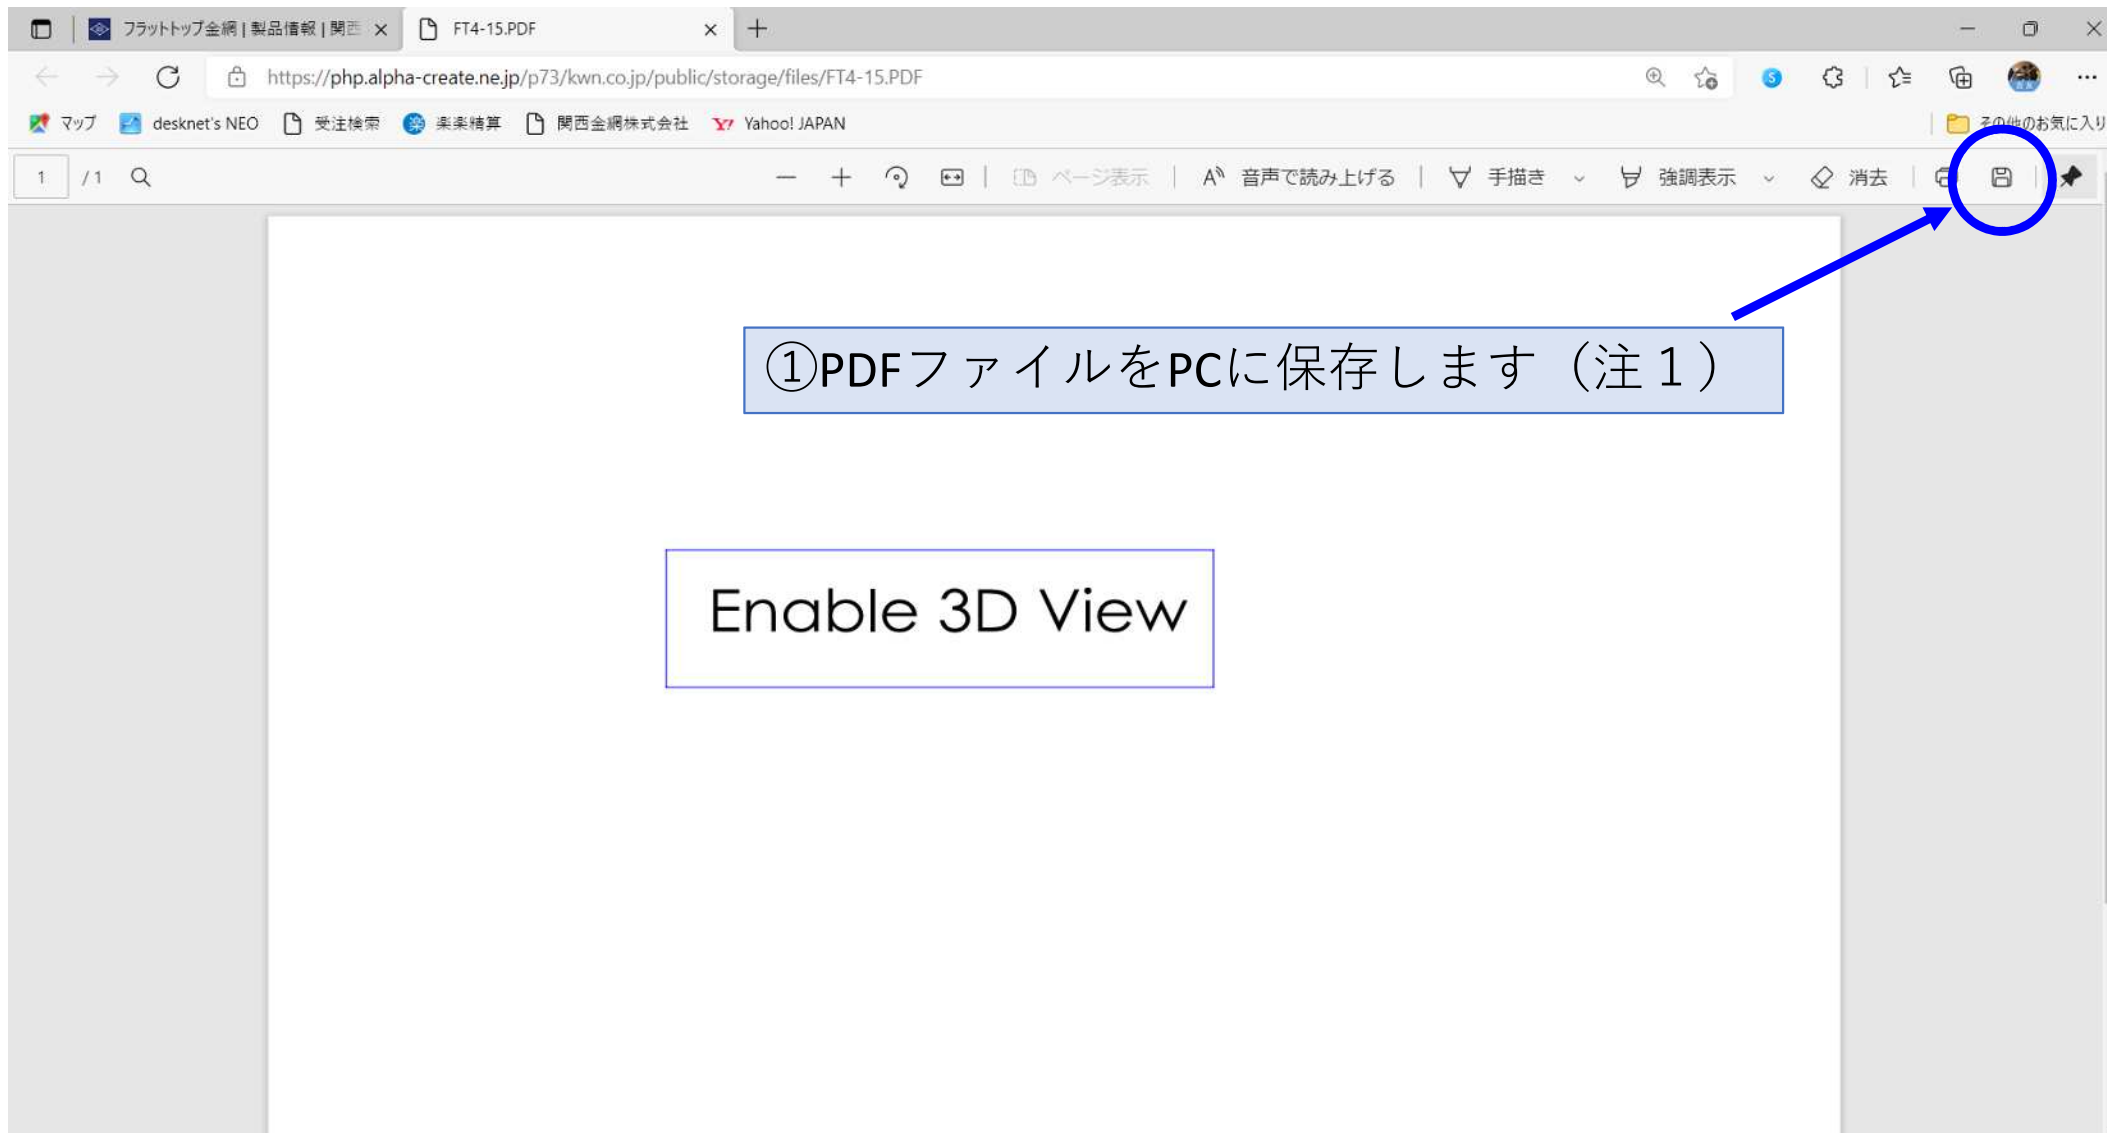 フラットトップ金網 | 製品情報 | 関西
FT4-15.PDF
https://php.alpha-create.ne.jp/p73/kwn.co.jp/public/storage/files/FT4-15.PDF
マップ desknet's NEO 受注検索 楽楽精算 関西金網株式会社 Yahoo! JAPAN その他のお気に入り
1 / 1 ページ表示 音声で読み上げる 手描き 強調表示 消去
①PDFファイルをPCに保存します（注１）
Enable 3D View